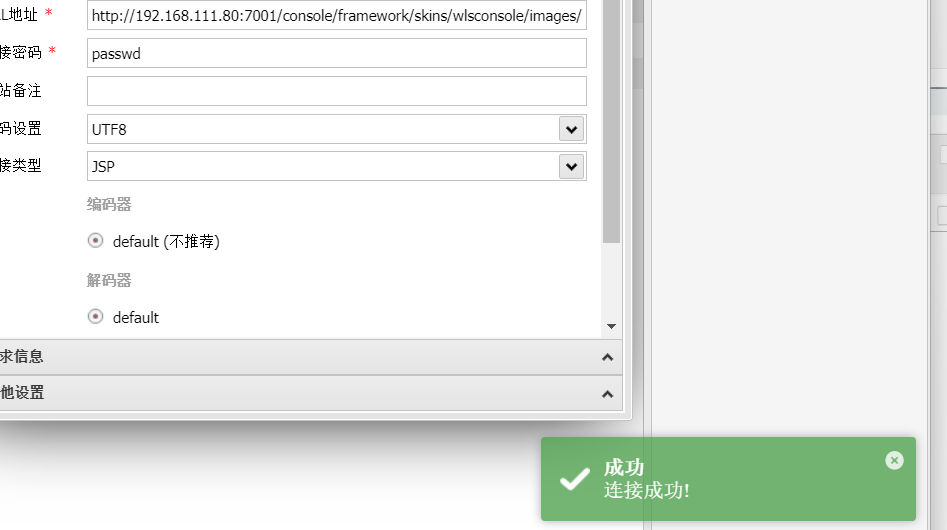 L地址 *
http://192.168.111.80:7001/console/framework/skins/wlsconsole/images/
接密码 *
passwd
站备注
码设置
UTF8
接类型
JSP
编码器
default (不推荐)
解码器
default
求信息
他设置
成功
连接成功!